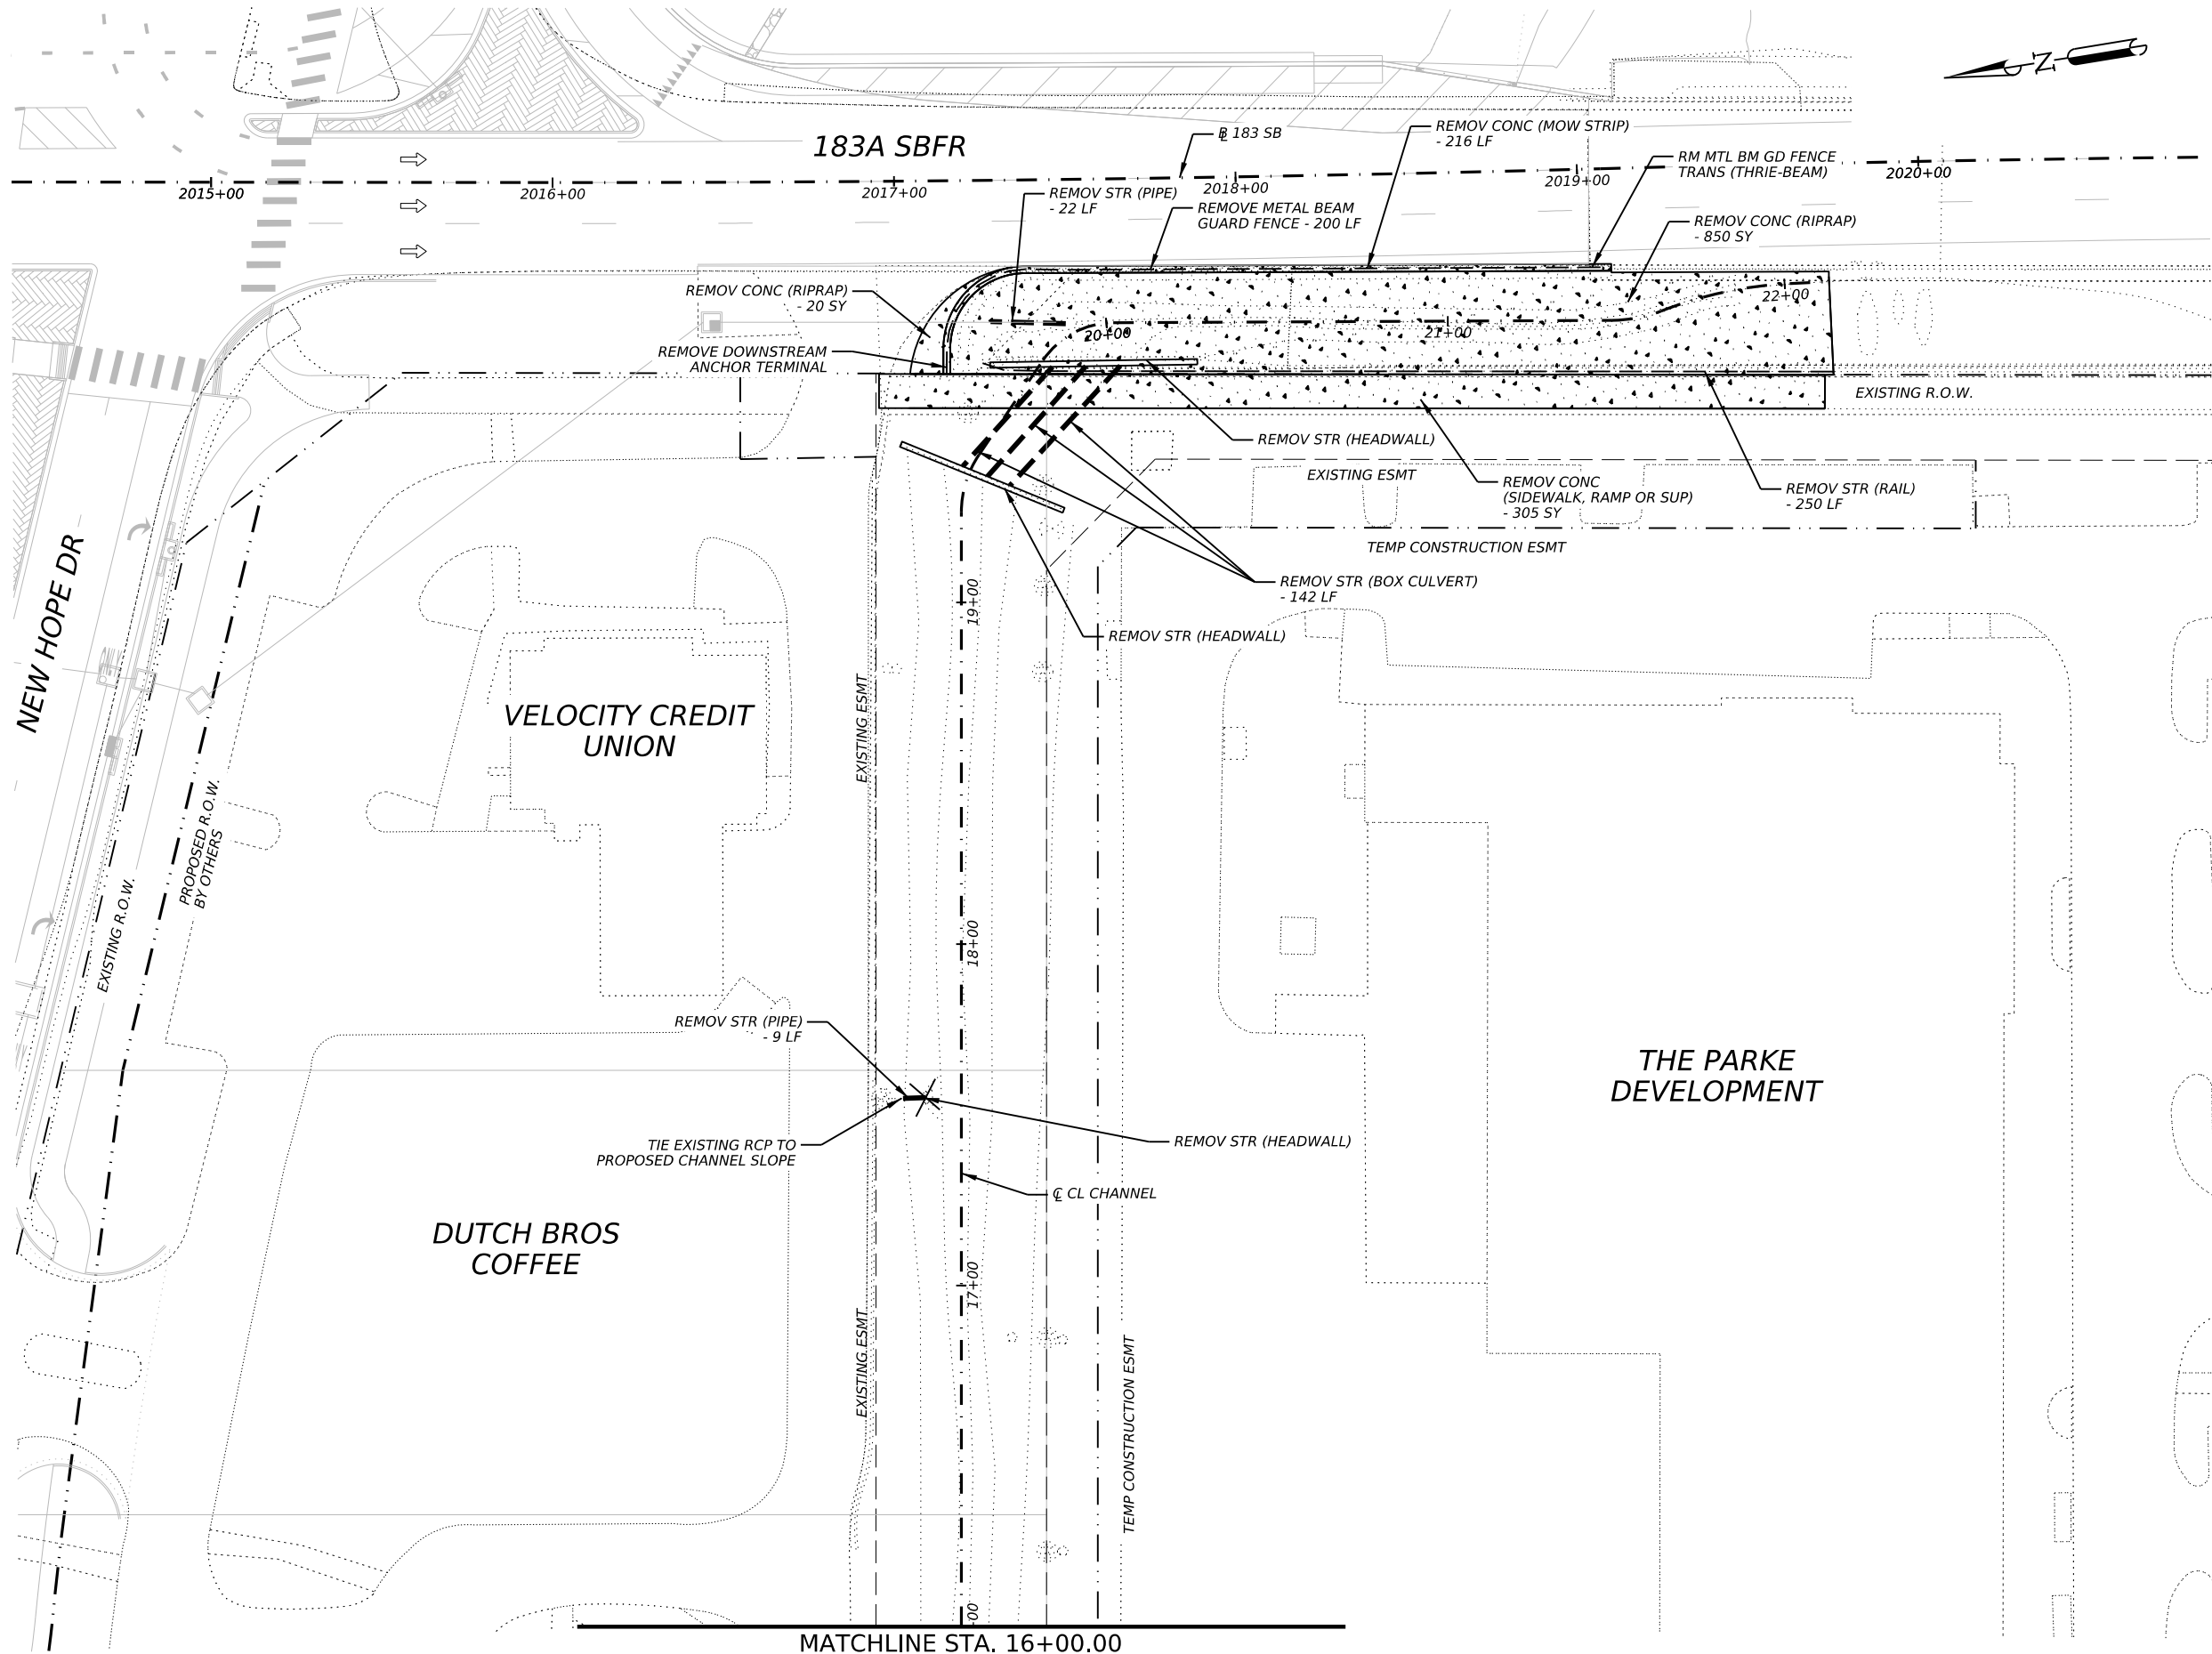 N
183A SBFR
℄ 183 SB
REMOV CONC (MOW STRIP)
- 216 LF
RM MTL BM GD FENCE
TRANS (THRIE-BEAM)
2015+00
2016+00
2017+00
2018+00
2019+00
2020+00
REMOV STR (PIPE)
- 22 LF
REMOVE METAL BEAM
GUARD FENCE - 200 LF
REMOV CONC (RIPRAP)
- 850 SY
REMOV CONC (RIPRAP)
- 20 SY
REMOVE DOWNSTREAM
ANCHOR TERMINAL
20+00
21+00
22+00
EXISTING R.O.W.
REMOV STR (HEADWALL)
EXISTING ESMT
REMOV CONC
(SIDEWALK, RAMP OR SUP)
- 305 SY
REMOV STR (RAIL)
- 250 LF
TEMP CONSTRUCTION ESMT
REMOV STR (BOX CULVERT)
- 142 LF
REMOV STR (HEADWALL)
NEW HOPE DR
19+00
EXISTING ESMT
VELOCITY CREDIT
UNION
PROPOSED R.O.W.
BY OTHERS
EXISTING R.O.W.
18+00
REMOV STR (PIPE)
- 9 LF
THE PARKE
DEVELOPMENT
TIE EXISTING RCP TO
PROPOSED CHANNEL SLOPE
REMOV STR (HEADWALL)
℄ CL CHANNEL
DUTCH BROS
COFFEE
17+00
EXISTING ESMT
TEMP CONSTRUCTION ESMT
00
MATCHLINE STA. 16+00.00